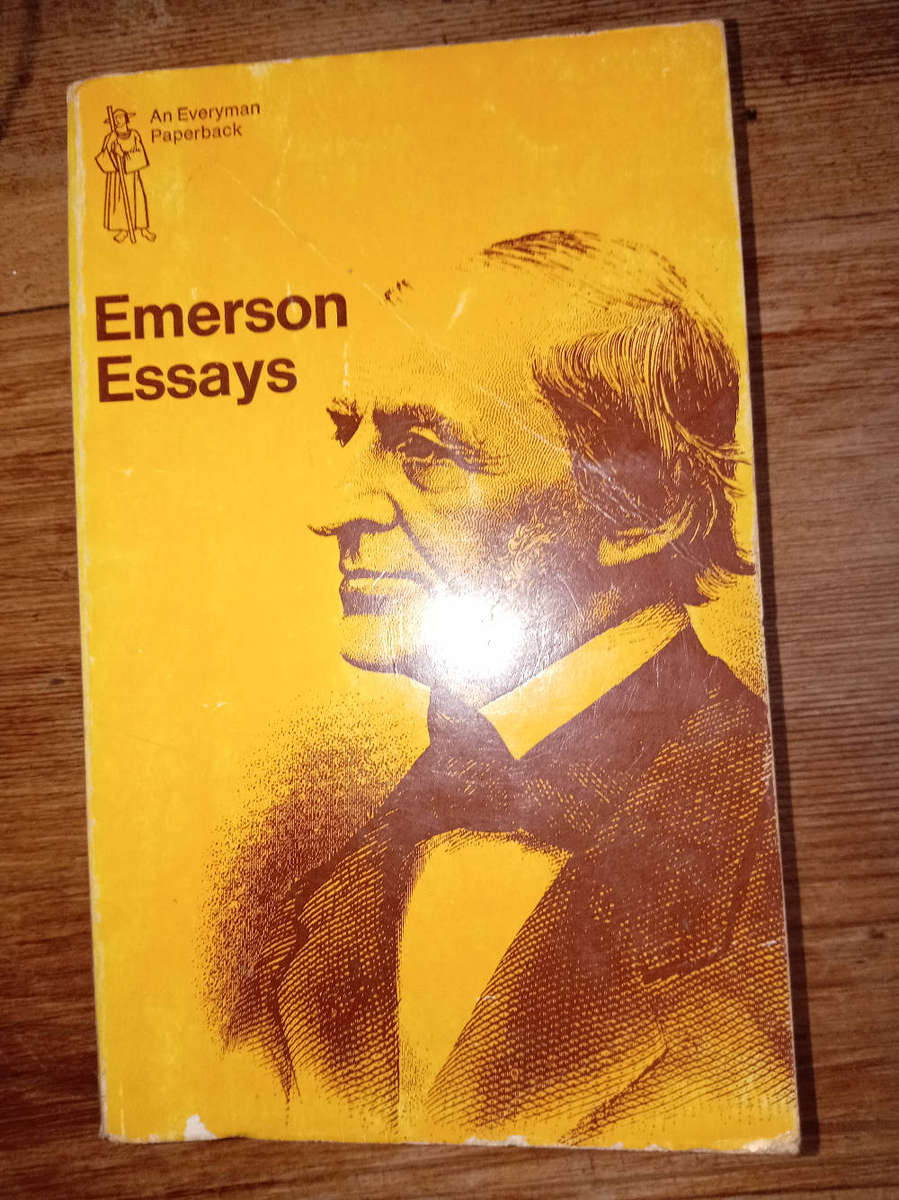 An Everyman
Paperback
Emerson
Essays